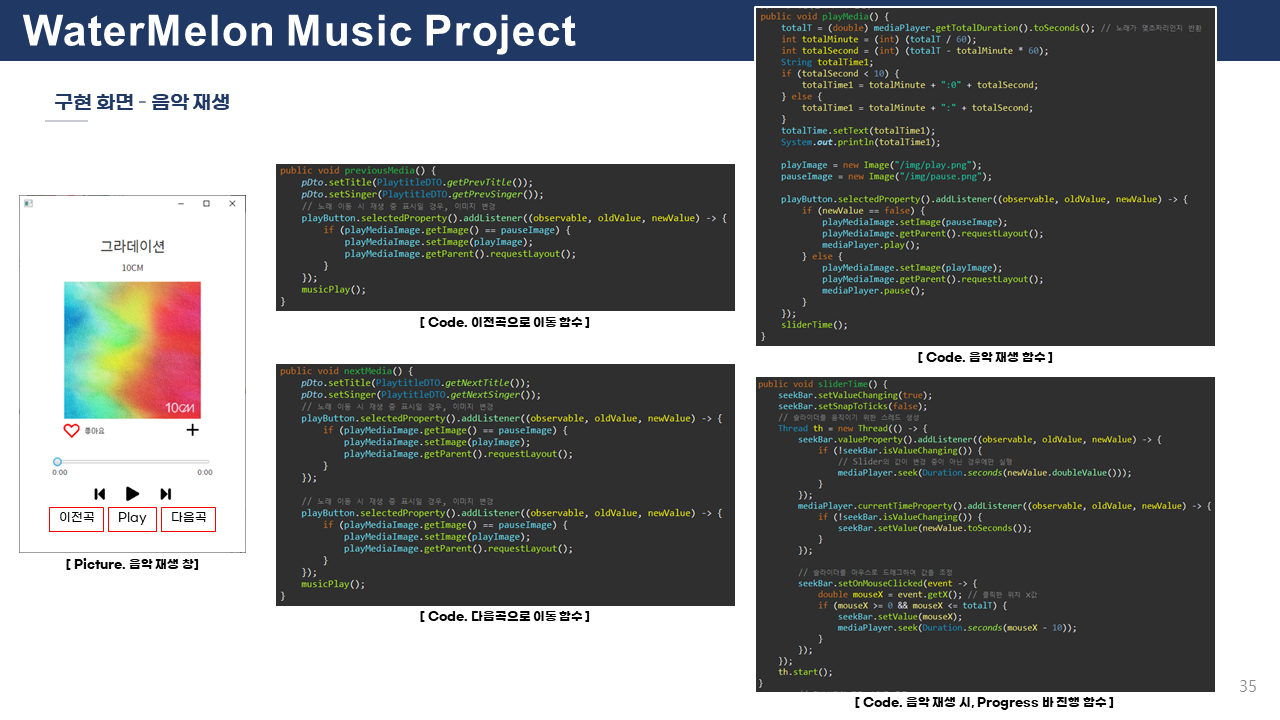 WaterMelon Music Project
구현 화면 - 음악 재생
그라데이션
10CM
10cm
좋아요
0:00
0:00
이전곡
Play
다음곡
[ Picture. 음악 재생 창]
public void previousMedia() {
pDto.setTitle(PlaytitleDTO.getPrevTitle());
pDto.setSinger(PlaytitleDTO.getPrevSinger());
// 노래 이동 시 재생 중 표시일 경우, 이미지 변경
playButton.selectedProperty().addListener((observable, oldValue, newValue) -> {
if (playMediaImage.getImage() == pauseImage) {
playMediaImage.setImage(playImage);
playMediaImage.getParent().requestLayout();
}
});
musicPlay();
}
[ Code. 이전곡으로 이동 함수 ]
public void nextMedia() {
pDto.setTitle(PlaytitleDTO.getNextTitle());
pDto.setSinger(PlaytitleDTO.getNextSinger());
// 노래 이동 시 재생 중 표시일 경우, 이미지 변경
playButton.selectedProperty().addListener((observable, oldValue, newValue) -> {
if (playMediaImage.getImage() == pauseImage) {
playMediaImage.setImage(playImage);
playMediaImage.getParent().requestLayout();
}
});
// 노래 이동 시 재생 중 표시일 경우, 이미지 변경
playButton.selectedProperty().addListener((observable, oldValue, newValue) -> {
if (playMediaImage.getImage() == pauseImage) {
playMediaImage.setImage(playImage);
playMediaImage.getParent().requestLayout();
}
});
musicPlay();
}
[ Code. 다음곡으로 이동 함수 ]
public void playMedia() {
totalT = (double) mediaPlayer.getTotalDuration().toSeconds(); // 노래가 몇초짜리인지 반환
int totalMinute = (int) (totalT / 60);
int totalSecond = (int) (totalT - totalMinute * 60);
String totalTime1;
if (totalSecond < 10) {
totalTime1 = totalMinute + ":0" + totalSecond;
} else {
totalTime1 = totalMinute + ":" + totalSecond;
}
totalTime.setText(totalTime1);
System.out.println(totalTime1);
playImage = new Image("/img/play.png");
pauseImage = new Image("/img/pause.png");
playButton.selectedProperty().addListener((observable, oldValue, newValue) -> {
if (newValue == false) {
playMediaImage.setImage(pauseImage);
playMediaImage.getParent().requestLayout();
mediaPlayer.play();
} else {
playMediaImage.setImage(playImage);
playMediaImage.getParent().requestLayout();
mediaPlayer.pause();
}
});
sliderTime();
}
[ Code. 음악 재생 함수 ]
public void sliderTime() {
seekBar.setValueChanging(true);
seekBar.setSnapToTicks(false);
// 슬라이더를 움직이기 위한 스레드 생성
Thread th = new Thread(() -> {
seekBar.valueProperty().addListener((observable, oldValue, newValue) -> {
if (!seekBar.isValueChanging()) {
// Slider의 값이 변경 중이 아닌 경우에만 실행
mediaPlayer.seek(Duration.seconds(newValue.doubleValue()));
}
});
mediaPlayer.currentTimeProperty().addListener((observable, oldValue, newValue) -> {
if (!seekBar.isValueChanging()) {
seekBar.setValue(newValue.toSeconds());
}
});
// 슬라이더를 마우스로 드래그하여 값을 조정
seekBar.setOnMouseClicked(event -> {
double mouseX = event.getX(); // 클릭한 위치 x값
if (mouseX >= 0 && mouseX <= totalT) {
seekBar.setValue(mouseX);
mediaPlayer.seek(Duration.seconds(mouseX - 10));
}
});
});
th.start();
}
[ Code. 음악 재생 시, Progress 바 진행 함수 ]
35